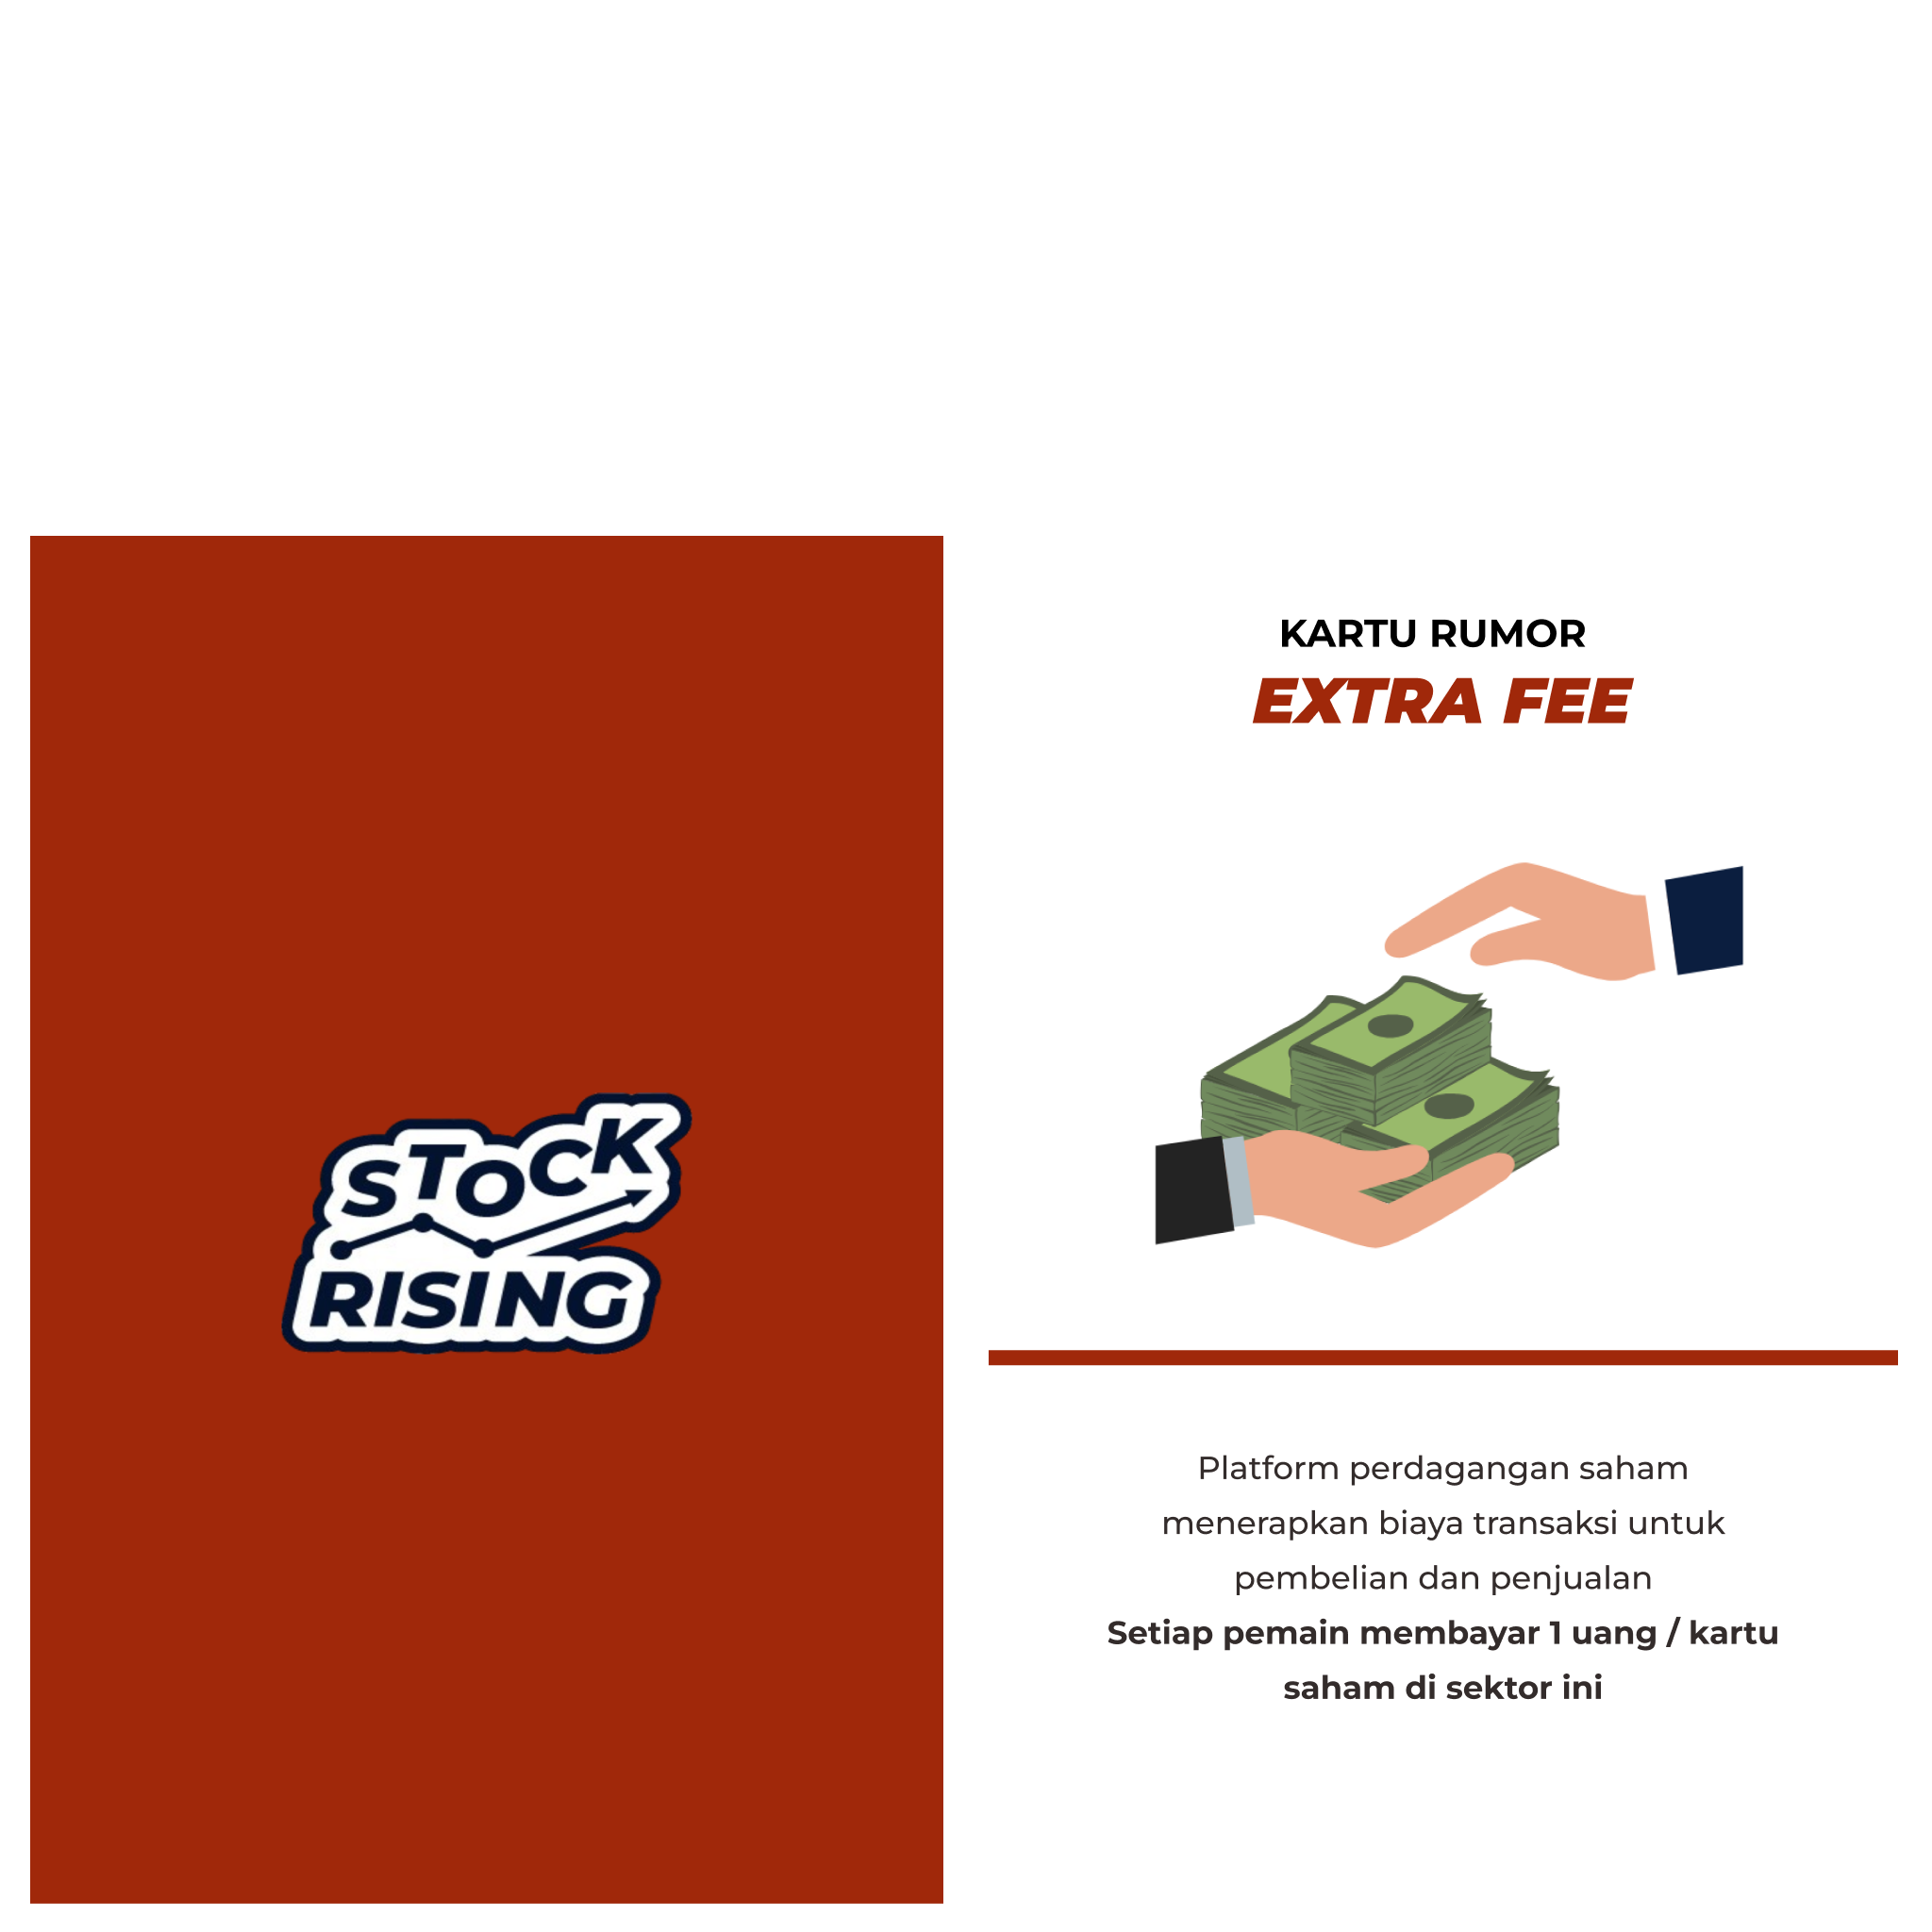 STOCK
RISING
KARTU RUMOR
EXTRA FEE
Platform perdagangan saham
menerapkan biaya transaksi untuk
pembelian dan penjualan
Setiap pemain membayar 1 uang / kartu
saham di sektor ini